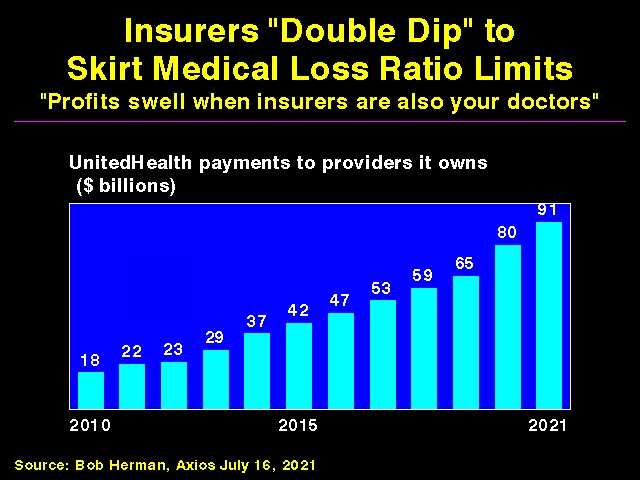 Insurers "Double Dip" to
Skirt Medical Loss Ratio Limits
"Profits swell when insurers are also your doctors"
UnitedHealth payments to providers it owns
($ billions)
18 22 23 29 37 42 47 53 59 65 80 91
2010 2015 2021
Source: Bob Herman, Axios July 16, 2021